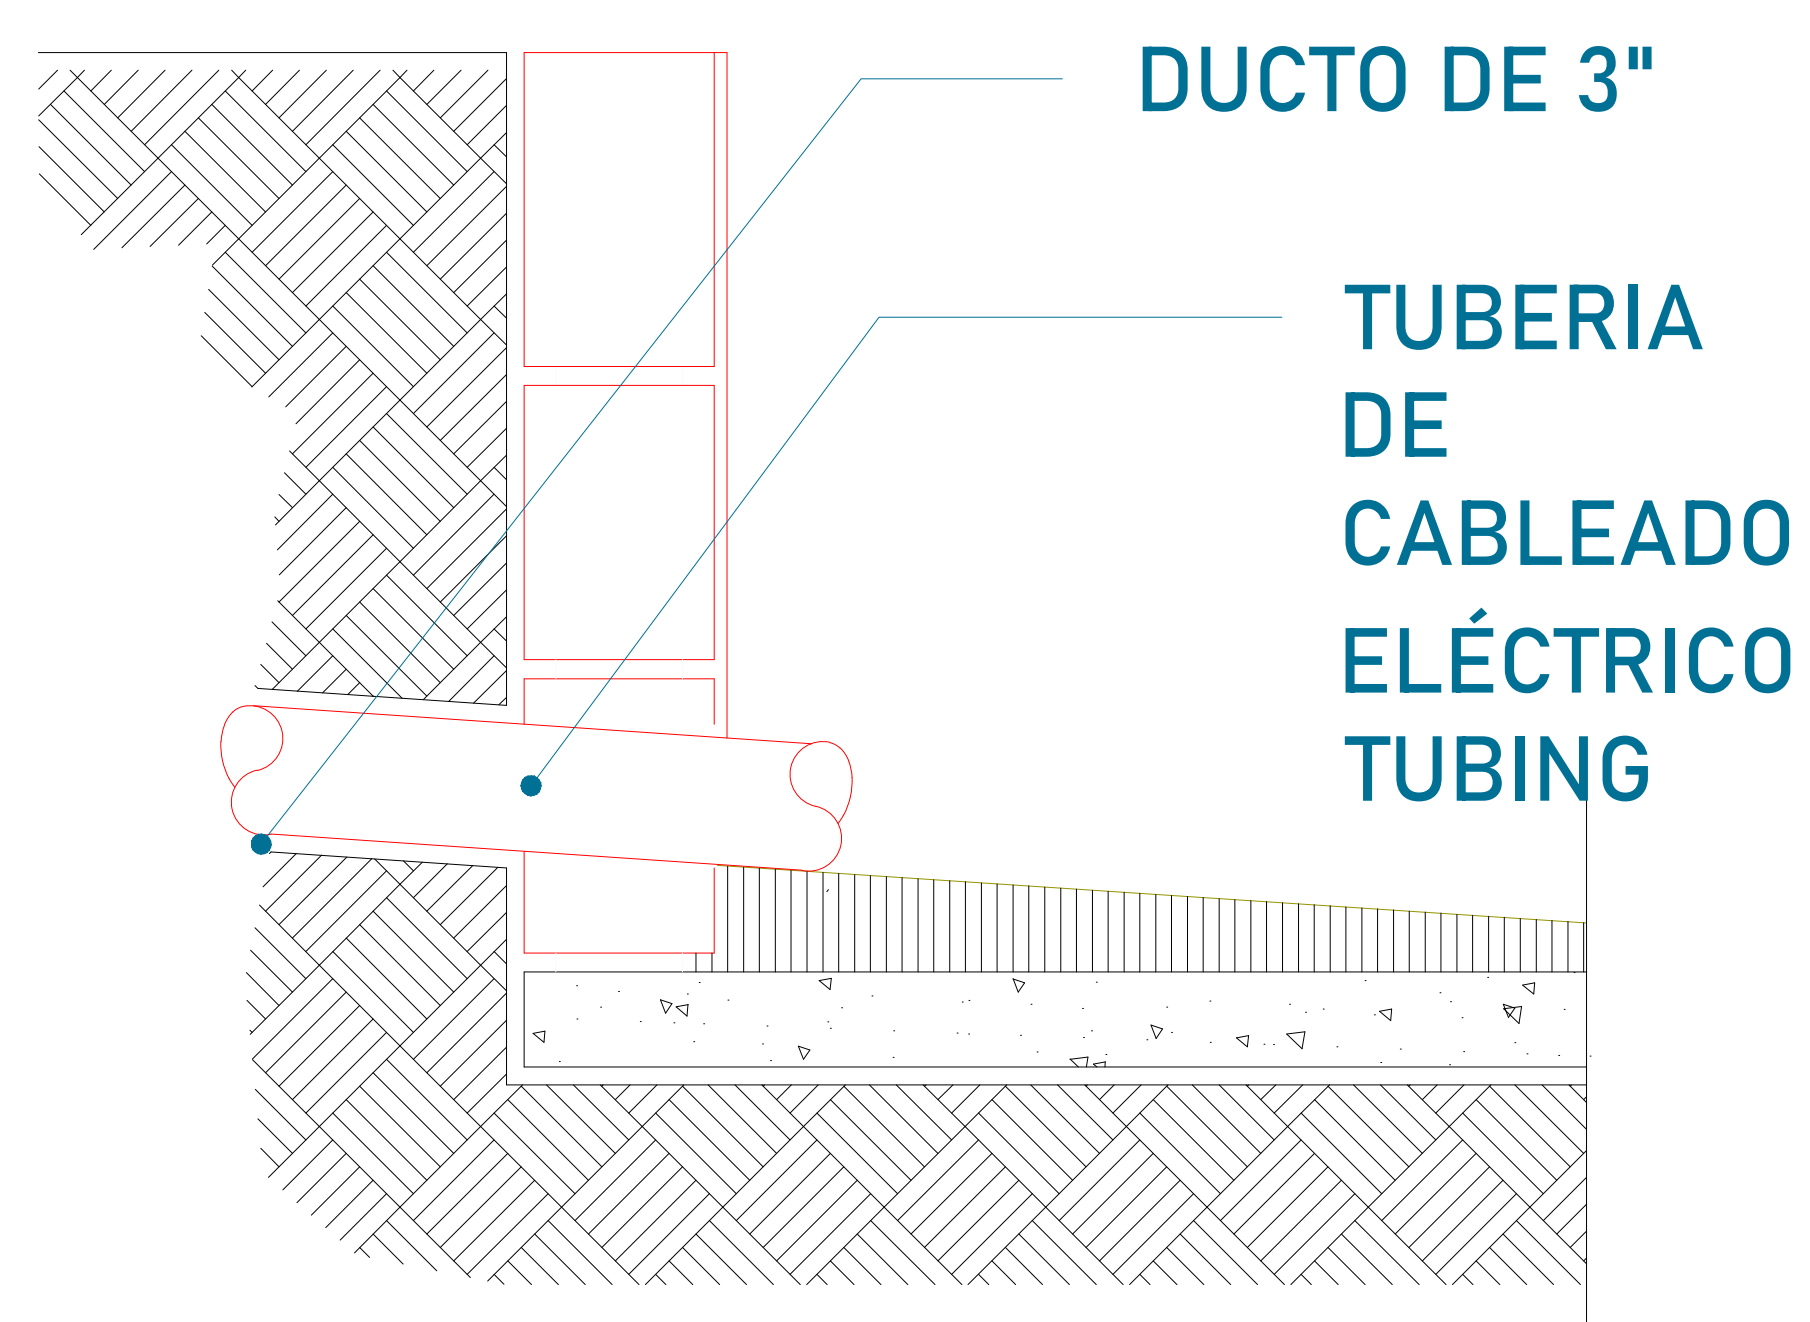 DUCTO DE 3"
TUBERIA
DE
CABLEADO
ELÉCTRICO
TUBING